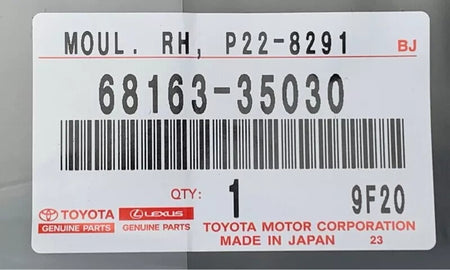 MOUL. RH, P22-8291 BJ
68163-35030
QTY: 1 9F20
TOYOTA LEXUS TOYOTA MOTOR CORPORATION
GENUINE PARTS GENUINE PARTS MADE IN JAPAN 23